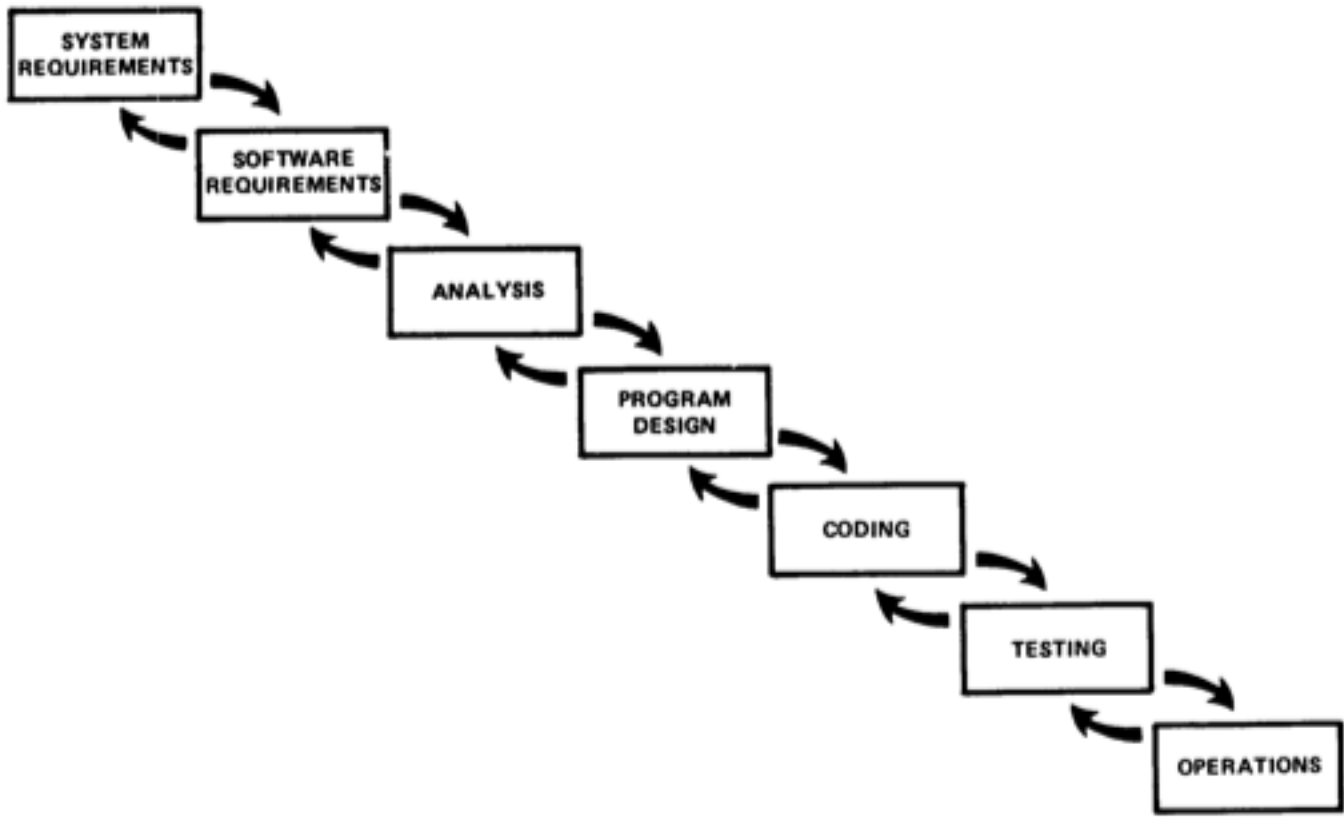 SYSTEM
REQUIREMENTS
SOFTWARE
REQUIREMENTS
ANALYSIS
PROGRAM
DESIGN
CODING
TESTING
OPERATIONS